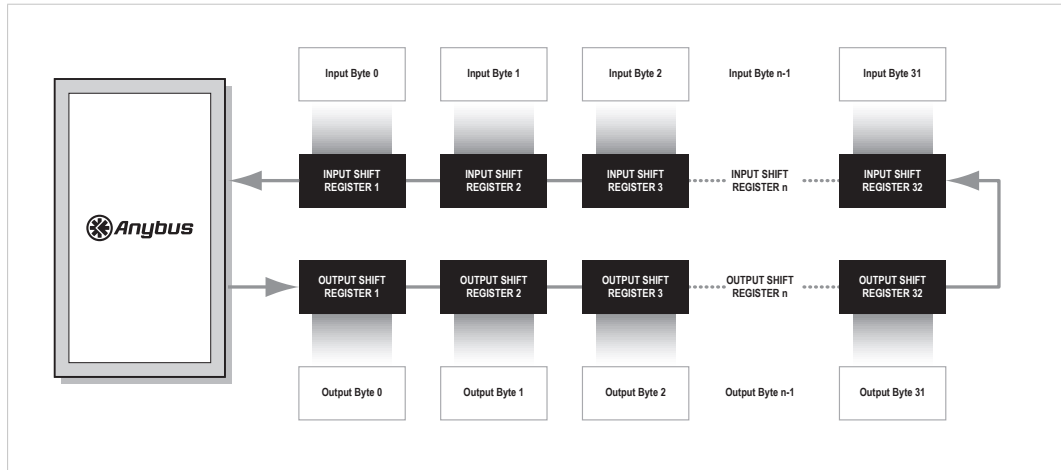 Input Byte 0 Input Byte 1 Input Byte 2 Input Byte n-1 Input Byte 31
INPUT SHIFT REGISTER 1 INPUT SHIFT REGISTER 2 INPUT SHIFT REGISTER 3 INPUT SHIFT REGISTER n INPUT SHIFT REGISTER 32
Anybus
OUTPUT SHIFT REGISTER 1 OUTPUT SHIFT REGISTER 2 OUTPUT SHIFT REGISTER 3 OUTPUT SHIFT REGISTER n OUTPUT SHIFT REGISTER 32
Output Byte 0 Output Byte 1 Output Byte 2 Output Byte n-1 Output Byte 31